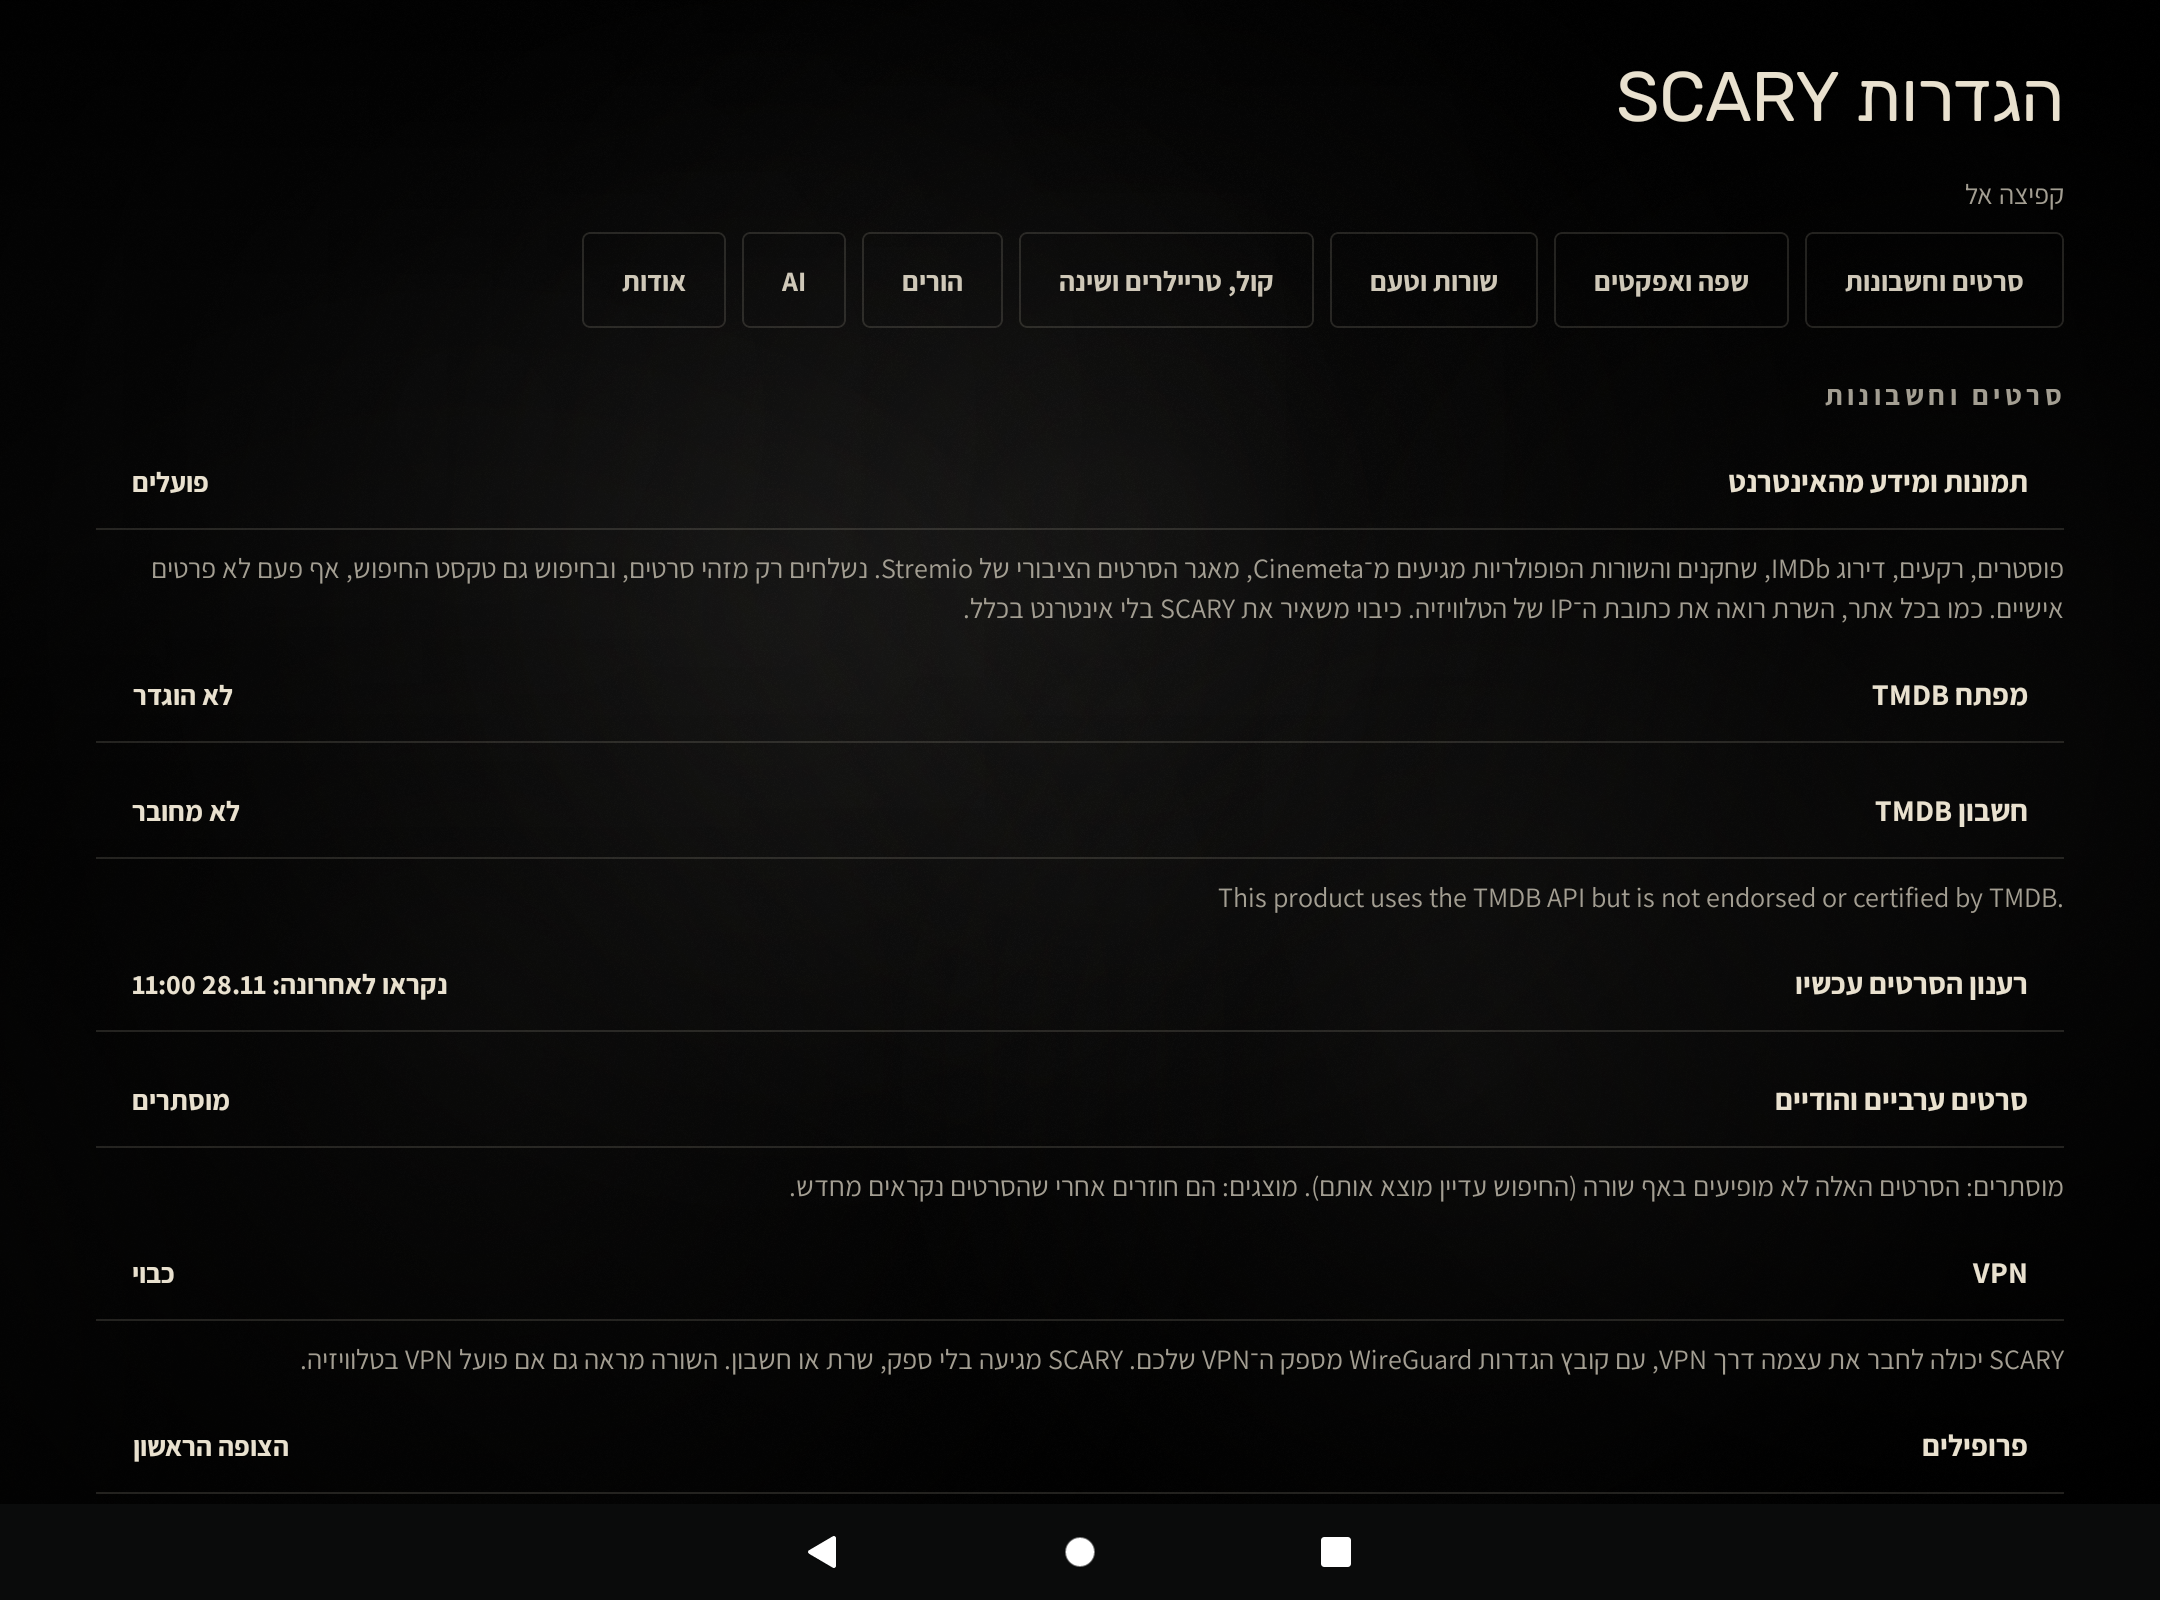 הגדרות SCARY
קפיצה אל
סרטים וחשבונות
שפה ואפקטים
שורות וטעם
קול, טריילרים ושינה
הורים
AI
אודות
סרטים וחשבונות
תמונות ומידע מהאינטרנט
פועלים
פוסטרים, רקעים, דירוג IMDb, שחקנים והשורות הפופולריות מגיעים מ־Cinemeta, מאגר הסרטים הציבורי של Stremio. נשלחים רק מזהי סרטים, ובחיפוש גם טקסט החיפוש, אף פעם לא פרטים
אישיים. כמו בכל אתר, השרת רואה את כתובת ה־IP של הטלוויזיה. כיבוי משאיר את SCARY בלי אינטרנט בכלל.
מפתח TMDB
לא הוגדר
חשבון TMDB
לא מחובר
This product uses the TMDB API but is not endorsed or certified by TMDB.
רענון הסרטים עכשיו
נקראו לאחרונה: 28.11 11:00
סרטים ערביים והודיים
מוסתרים
מוסתרים: הסרטים האלה לא מופיעים באף שורה (החיפוש עדיין מוצא אותם). מוצגים: הם חוזרים אחרי שהסרטים נקראים מחדש.
VPN
כבוי
SCARY יכולה לחבר את עצמה דרך VPN, עם קובץ הגדרות WireGuard מספק ה־VPN שלכם. SCARY מגיעה בלי ספק, שרת או חשבון. השורה מראה גם אם פועל VPN בטלוויזיה.
פרופילים
הצופה הראשון